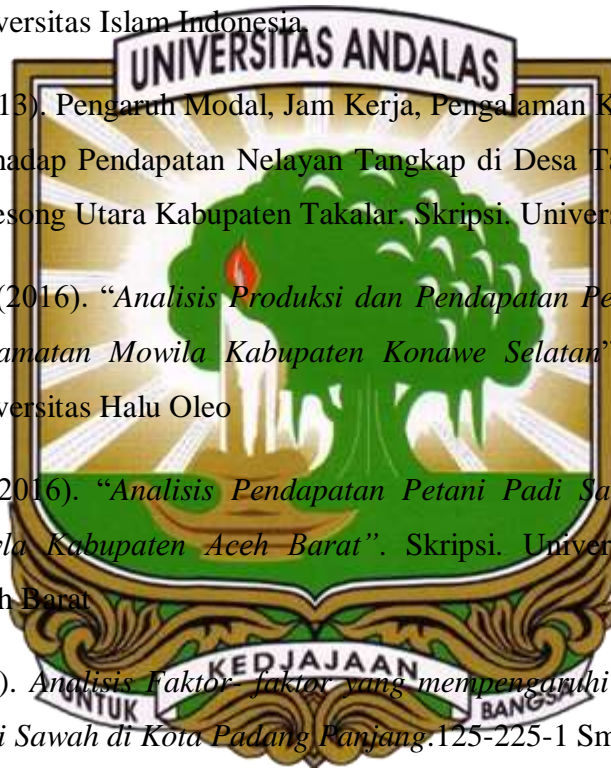 versitas Islam Indonesia.
UNIVERSITAS ANDALAS
13). Pengaruh Modal, Jam Kerja, Pengalaman K
hadap Pendapatan Nelayan Tangkap di Desa Ta
esong Utara Kabupaten Takalar. Skripsi. Univers
(2016). “Analisis Produksi dan Pendapatan Pe
amatan Mowila Kabupaten Konawe Selatan”
versitas Halu Oleo
2016). “Analisis Pendapatan Petani Padi Sa
yla Kabupaten Aceh Barat”. Skripsi. Univer
h Barat
). Analisis Faktor- faktor yang mempengaruhi
i Sawah di Kota Padang Panjang.125-225-1 Sm
UNTUK KEDJAJAAN BANGSA